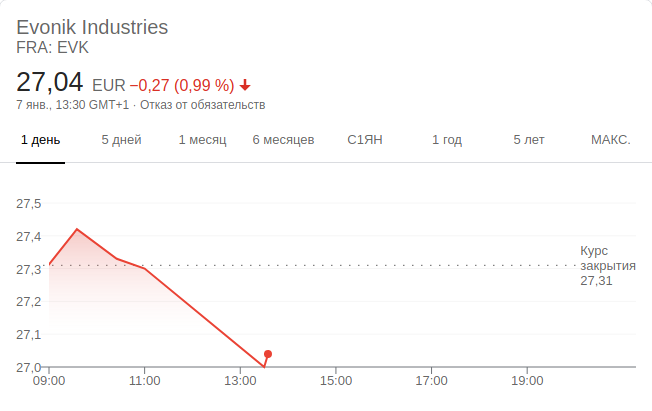 Evonik Industries
FRA: EVK
27,04 EUR −0,27 (0,99 %)
7 янв., 13:30 GMT+1 · Отказ от обязательств
1 день 5 дней 1 месяц 6 месяцев С1ЯН 1 год 5 лет МАКС.
27,5
27,4
27,3
27,2
27,1
27,0
Курс
закрытия
27,31
09:00 11:00 13:00 15:00 17:00 19:00